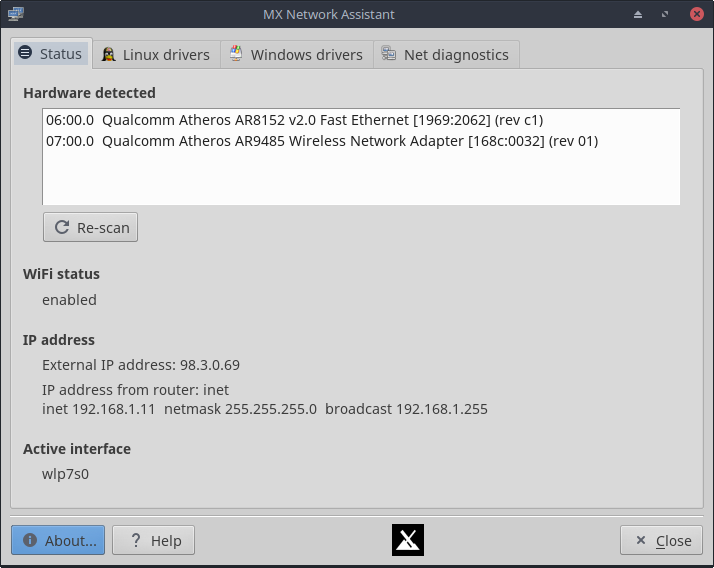 MX Network Assistant
Status
Linux drivers
Windows drivers
Net diagnostics
Hardware detected
06:00.0 Qualcomm Atheros AR8152 v2.0 Fast Ethernet [1969:2062] (rev c1)
07:00.0 Qualcomm Atheros AR9485 Wireless Network Adapter [168c:0032] (rev 01)
Re-scan
WiFi status
enabled
IP address
External IP address: 98.3.0.69
IP address from router: inet
inet 192.168.1.11 netmask 255.255.255.0 broadcast 192.168.1.255
Active interface
wlp7s0
About...
? Help
Close